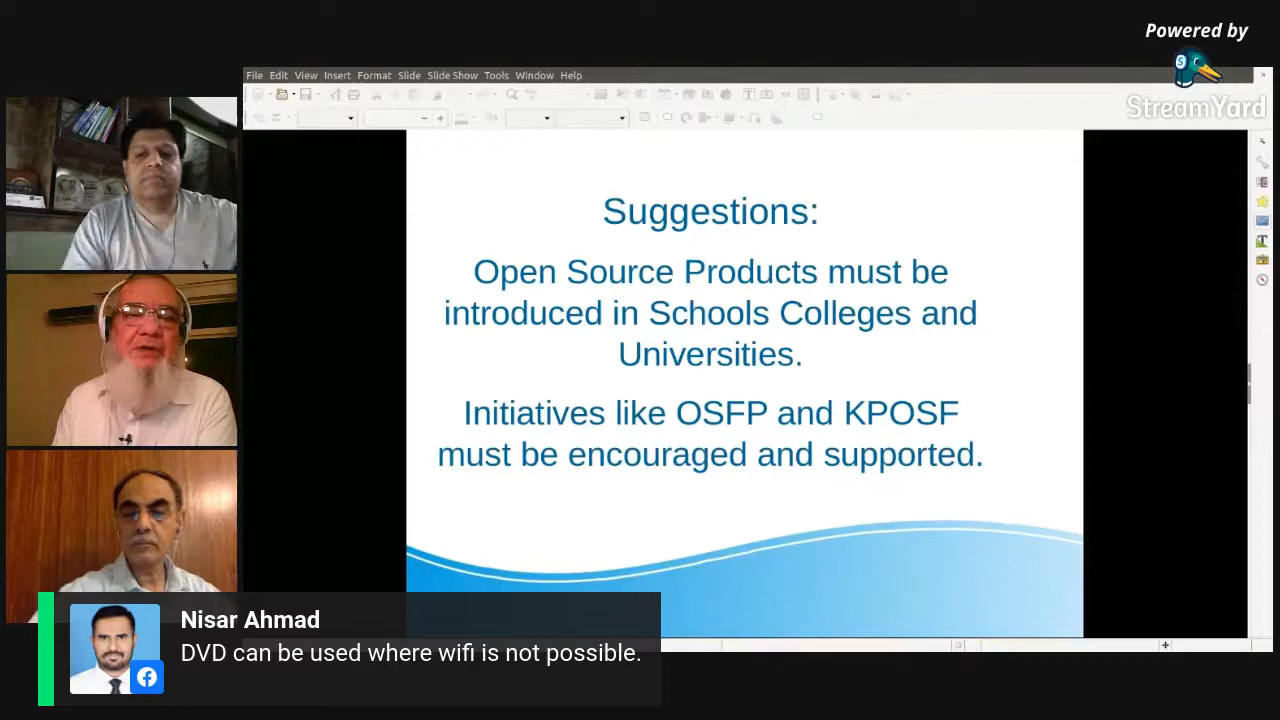 Powered by
StreamYard
File Edit View Insert Format Slide Slide Show Tools Window Help
Suggestions:
Open Source Products must be
introduced in Schools Colleges and
Universities.
Initiatives like OSFP and KPOSF
must be encouraged and supported.
Nisar Ahmad
DVD can be used where wifi is not possible.